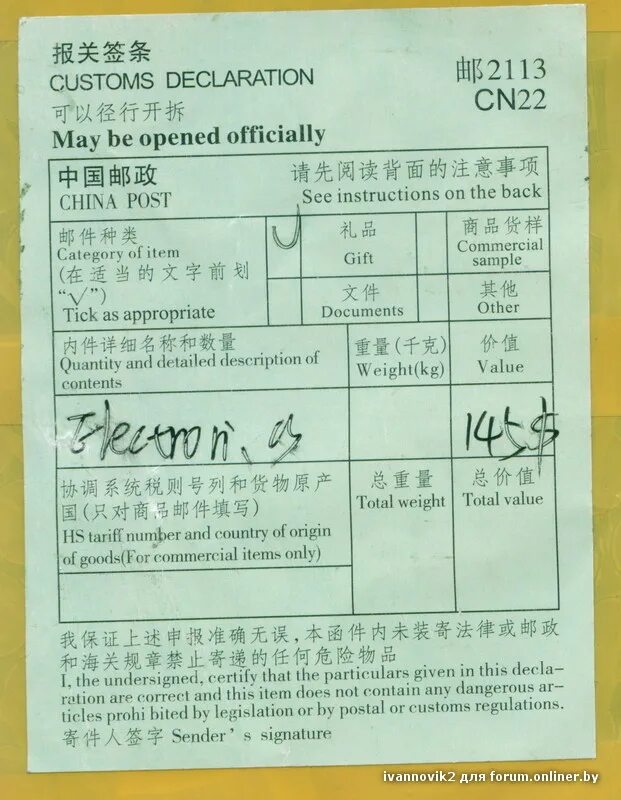 报关签条
CUSTOMS DECLARATION
邮2113
CN22
可以径行开拆
May be opened officially
中国邮政
CHINA POST
请先阅读背面的注意事项
See instructions on the back
邮件种类
Category of item
(在适当的文字前划
“√”)
Tick as appropriate
礼品
Gift
商品货样
Commercial
sample
文件
Documents
其他
Other
内件详细名称和数量
Quantity and detailed description of
contents
重量(千克)
Weight(kg)
价值
Value
Electronics
145$
协调系统税则号列和货物原产
国(只对商品邮件填写)
HS tariff number and country of origin
of goods(For commercial items only)
总重量
Total weight
总价值
Total value
我保证上述申报准确无误,本函件内未装寄法律或邮政
和海关规章禁止寄递的任何危险物品
I, the undersigned, certify that the particulars given in this decla-
ration are correct and this item does not contain any dangerous ar-
ticles prohi bited by legislation or by postal or customs regulations.
寄件人签字 Sender's signature
ivannovik2 для forum.onliner.by